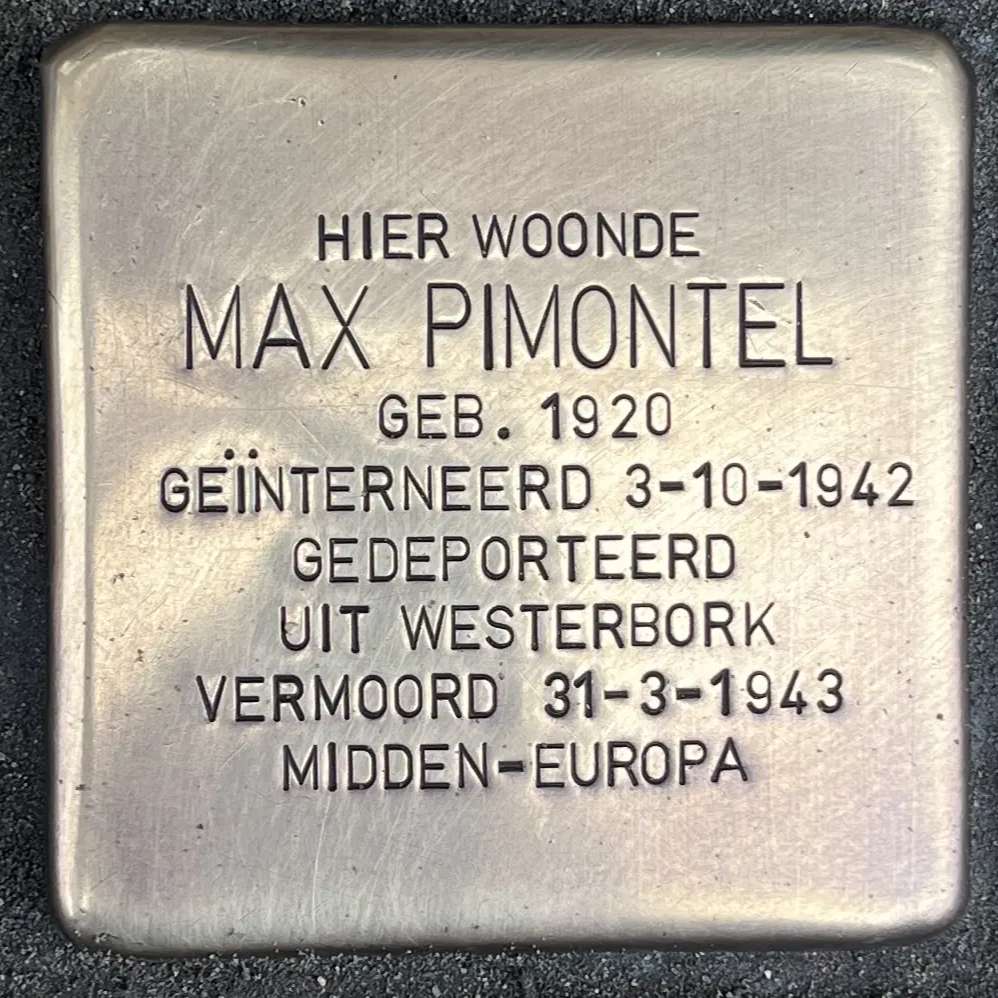 HIER WOONDE
MAX PIMONTEL
GEB. 1920
GEÏNTERNEERD 3-10-1942
GEDEPORTEERD
UIT WESTERBORK
VERMOORD 31-3-1943
MIDDEN-EUROPA